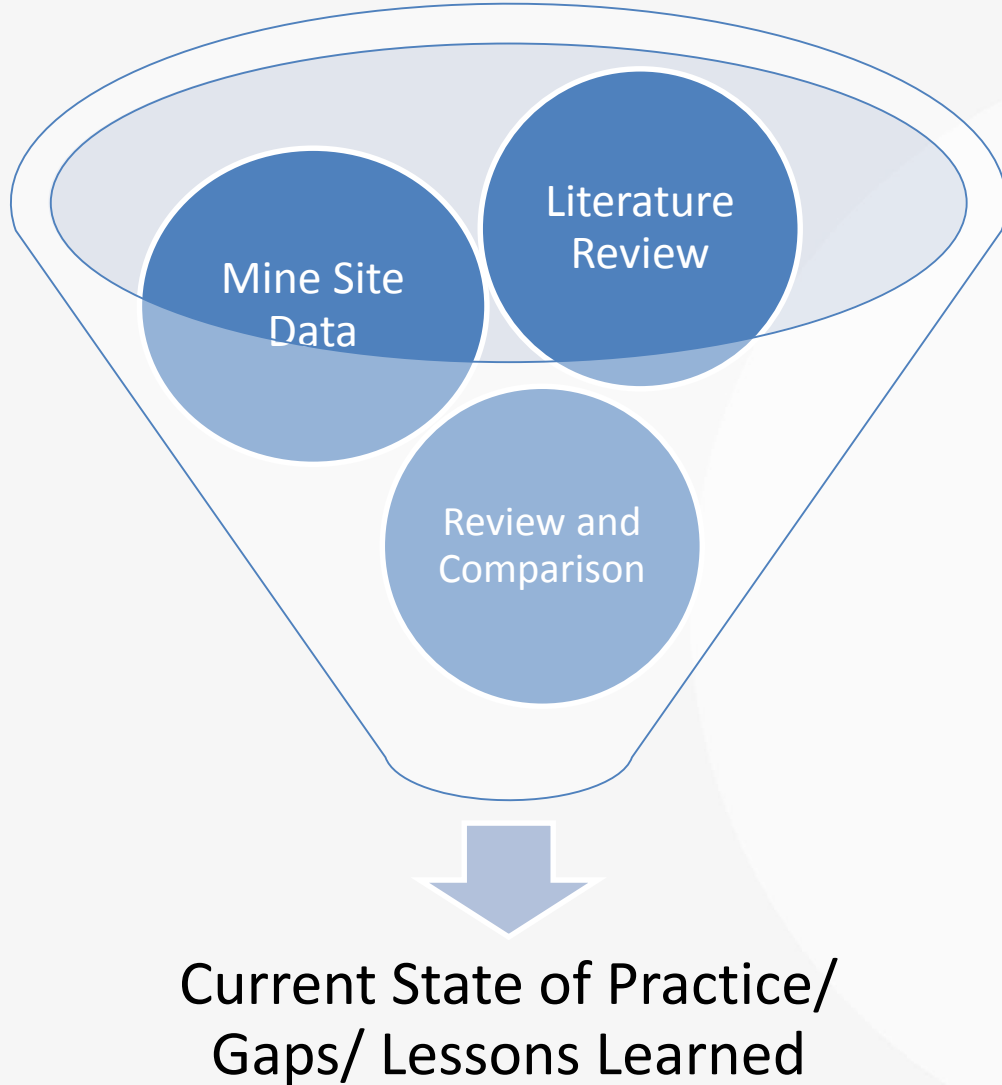 Literature
Review
Mine Site
Data
Review and
Comparison
Current State of Practice/
Gaps/ Lessons Learned